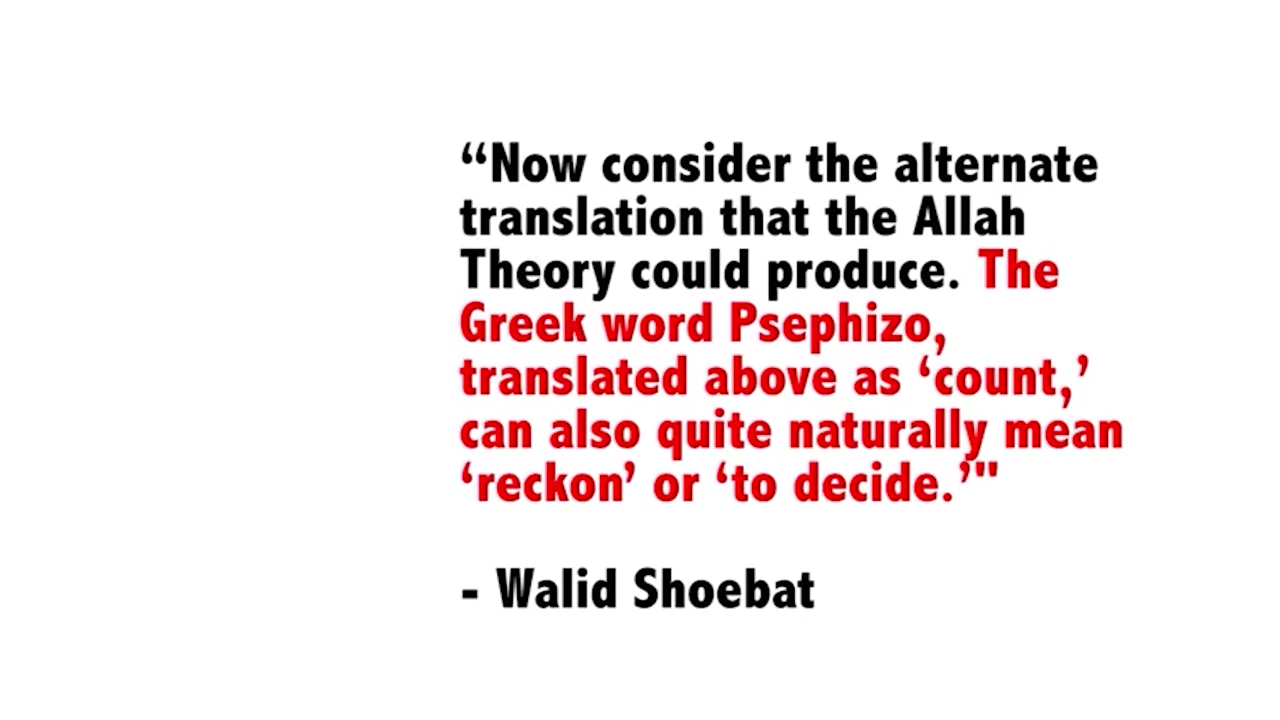 “Now consider the alternate
translation that the Allah
Theory could produce. The
Greek word Psephizo,
translated above as ‘count,’
can also quite naturally mean
‘reckon’ or ‘to decide.’"
- Walid Shoebat